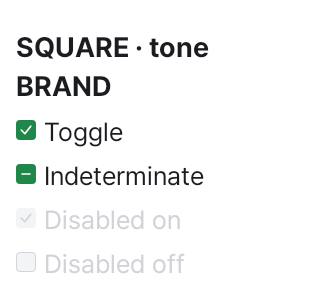 SQUARE · tone
BRAND
Toggle
Indeterminate
Disabled on
Disabled off